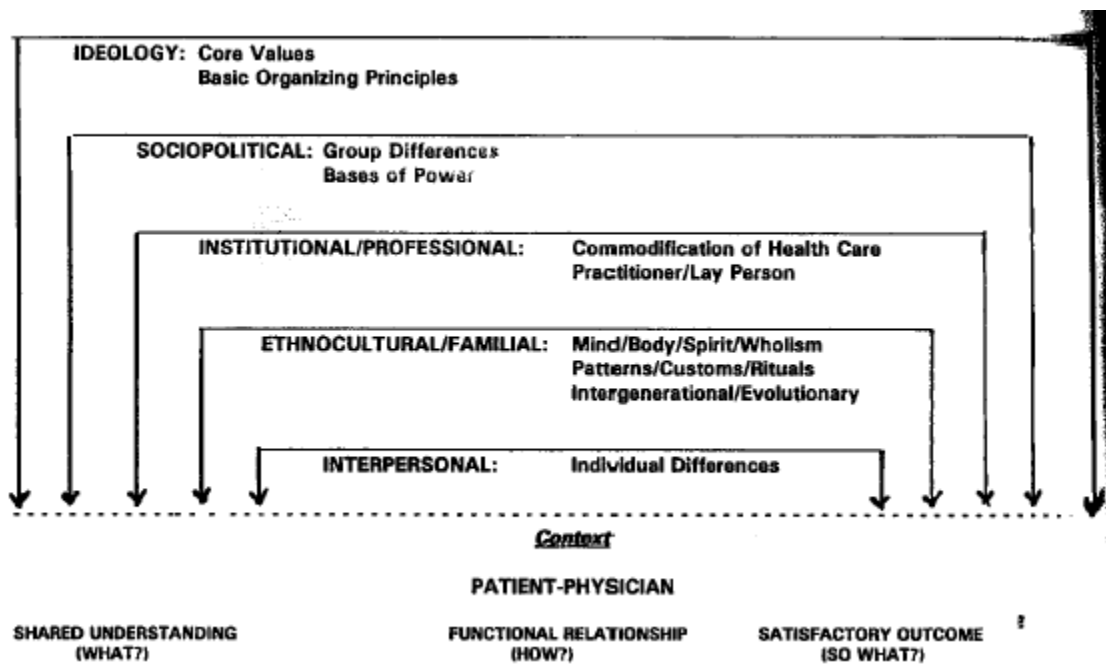 IDEOLOGY: Core Values
Basic Organizing Principles
SOCIOPOLITICAL: Group Differences
Bases of Power
INSTITUTIONAL/PROFESSIONAL: Commodification of Health Care
Practitioner/Lay Person
ETHNOCULTURAL/FAMILIAL: Mind/Body/Spirit/Wholism
Patterns/Customs/Rituals
Intergenerational/Evolutionary
INTERPERSONAL: Individual Differences
Context
PATIENT-PHYSICIAN
SHARED UNDERSTANDING FUNCTIONAL RELATIONSHIP SATISFACTORY OUTCOME
(WHAT?) (HOW?) (SO WHAT?)